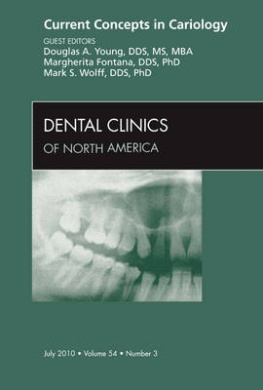 Current Concepts in Cariology
GUEST EDITORS
Douglas A. Young, DDS, MS, MBA
Margherita Fontana, DDS, PhD
Mark S. Wolff, DDS, PhD
DENTAL CLINICS
OF NORTH AMERICA
July 2010 • Volume 54 • Number 3